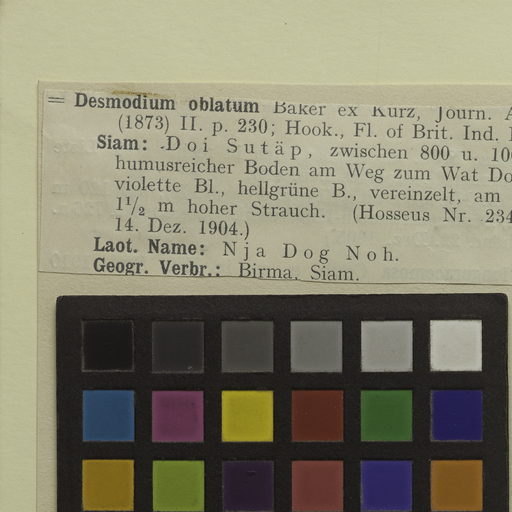 = Desmodium oblatum Baker ex Kurz, Journ.
(1873) II. p. 230; Hook., Fl. of Brit. Ind.
Siam: Doi Sutäp, zwischen 800 u.
humusreicher Boden am Weg zum Wat
violette Bl., hellgrüne B., vereinzelt, am
1½ m hoher Strauch. (Hosseus Nr. 234
14. Dez. 1904.)
Laot. Name: Nja Dog Noh.
Geogr. Verbr.: Birma, Siam.